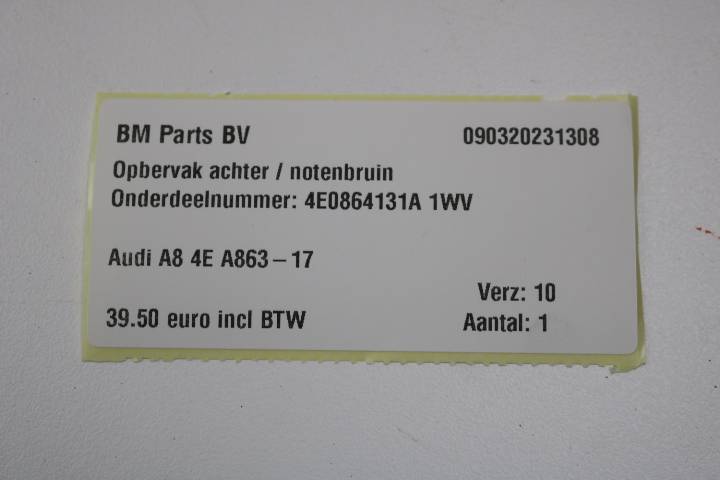 BM Parts BV 090320231308
Opbervak achter / notenbruin
Onderdeelnummer: 4E0864131A 1WV
Audi A8 4E A863-17
Verz: 10
39.50 euro incl BTW Aantal: 1